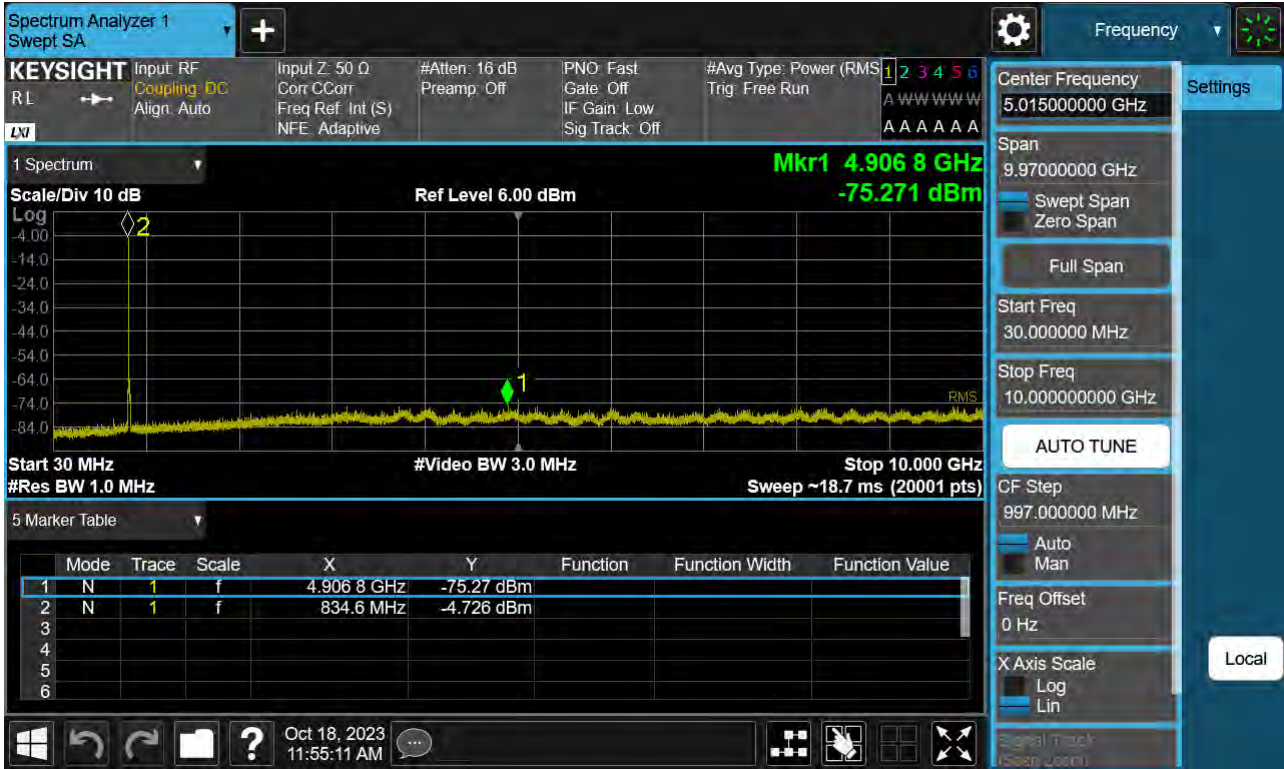 Spectrum Analyzer 1
Swept SA
+
Frequency
KEYSIGHT
RL
LXI
Input: RF
Coupling: DC
Align: Auto
Input Z: 50 Ω
Corr CCorr
Freq Ref: Int (S)
NFE: Adaptive
#Atten: 16 dB
Preamp: Off
PNO: Fast
Gate: Off
IF Gain: Low
Sig Track: Off
#Avg Type: Power (RMS
Trig: Free Run
1 2 3 4 5 6
A W W W W W
A A A A A A
1 Spectrum
Scale/Div 10 dB
Ref Level 6.00 dBm
Mkr1 4.906 8 GHz
-75.271 dBm
Log
-4.00
-14.0
-24.0
-34.0
-44.0
-54.0
-64.0
-74.0
-84.0
2
1
RMS
Start 30 MHz
#Video BW 3.0 MHz
Stop 10.000 GHz
#Res BW 1.0 MHz
Sweep ~18.7 ms (20001 pts)
5 Marker Table
Mode Trace Scale X Y Function Function Width Function Value
1 N 1 f 4.906 8 GHz -75.27 dBm
2 N 1 f 834.6 MHz -4.726 dBm
3
4
5
6
?
Oct 18, 2023
11:55:11 AM
Center Frequency
5.015000000 GHz
Settings
Span
9.97000000 GHz
Swept Span
Zero Span
Full Span
Start Freq
30.000000 MHz
Stop Freq
10.000000000 GHz
AUTO TUNE
CF Step
997.000000 MHz
Auto
Man
Freq Offset
0 Hz
X Axis Scale
Log
Lin
Local
Signal Track
(Span Zoom)